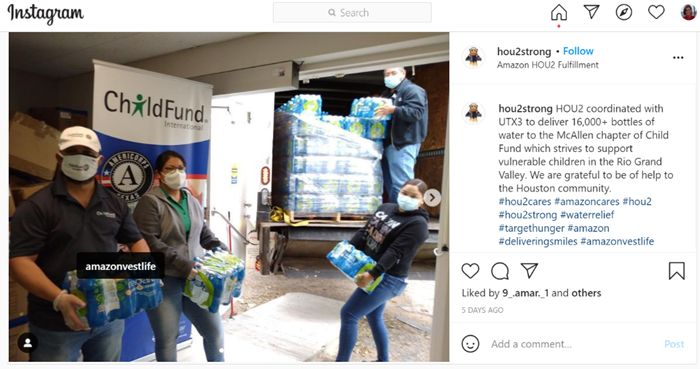 Instagram
Search
ChildFund
International
AMERICORPS
A
TEXAS
amazonvestlife
hou2strong • Follow
Amazon HOU2 Fulfillment
hou2strong HOU2 coordinated with
UTX3 to deliver 16,000+ bottles of
water to the McAllen chapter of Child
Fund which strives to support
vulnerable children in the Rio Grand
Valley. We are grateful to be of help to
the Houston community.
#hou2cares #amazoncares #hou2
#hou2strong #waterrelief
#targethunger #amazon
#deliveringsmiles #amazonvestlife
Liked by 9_.amar._1 and others
5 DAYS AGO
Add a comment...
Post